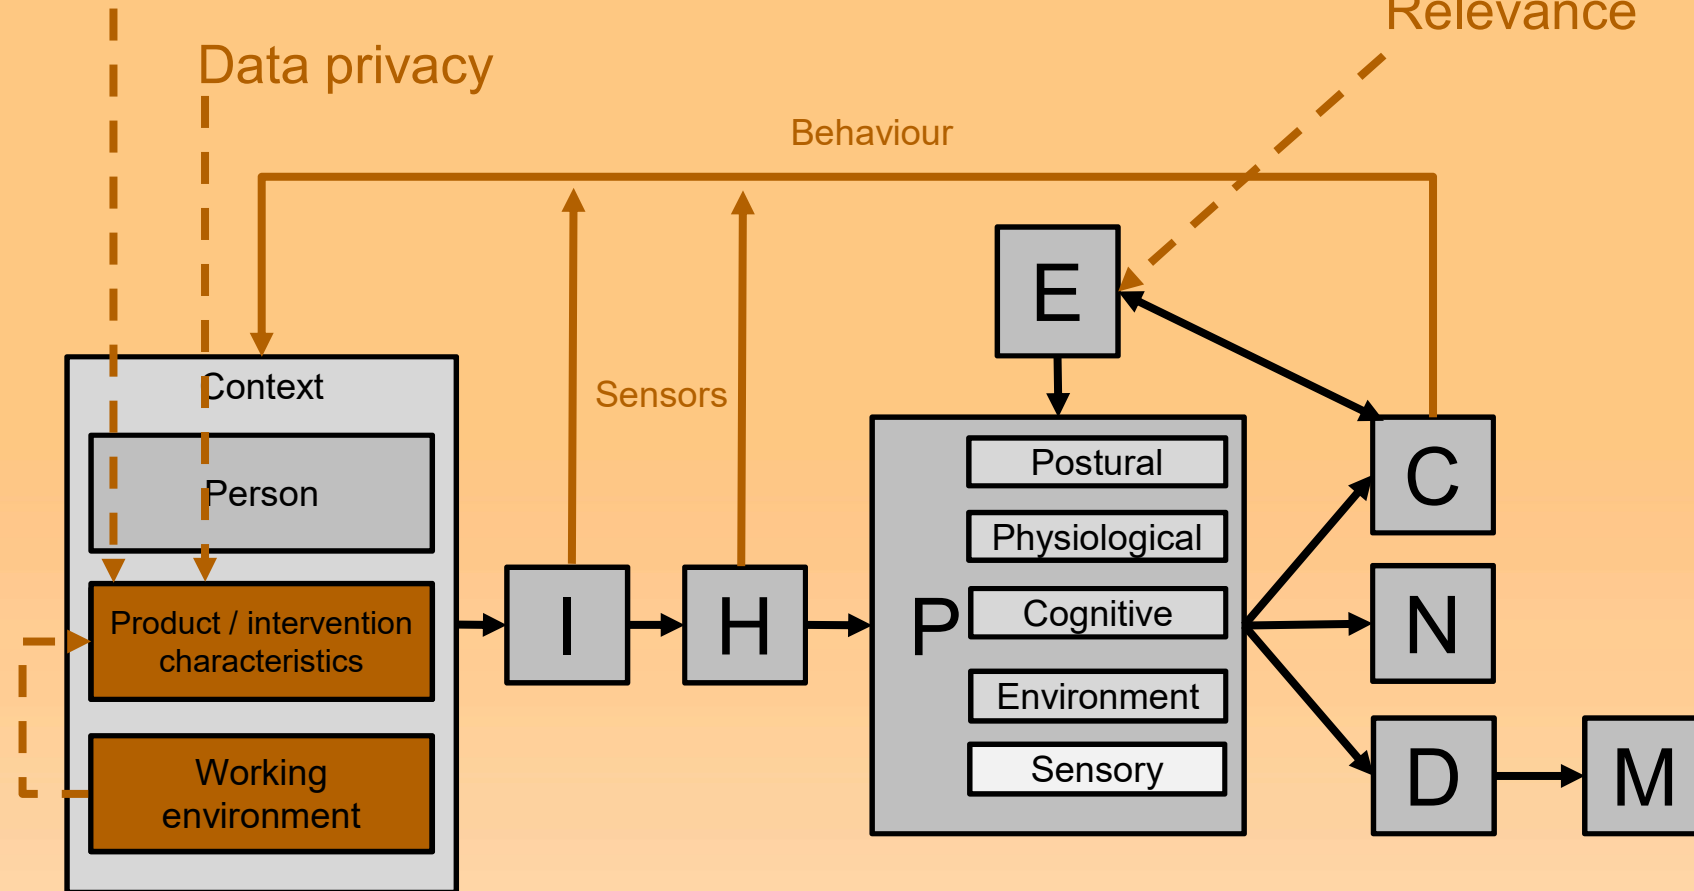 Relevance
Data privacy
Behaviour
E
Context
Sensors
Person
Postural
C
Physiological
Product / intervention
characteristics
I
H
P
Cognitive
N
Environment
Working
environment
Sensory
D
M